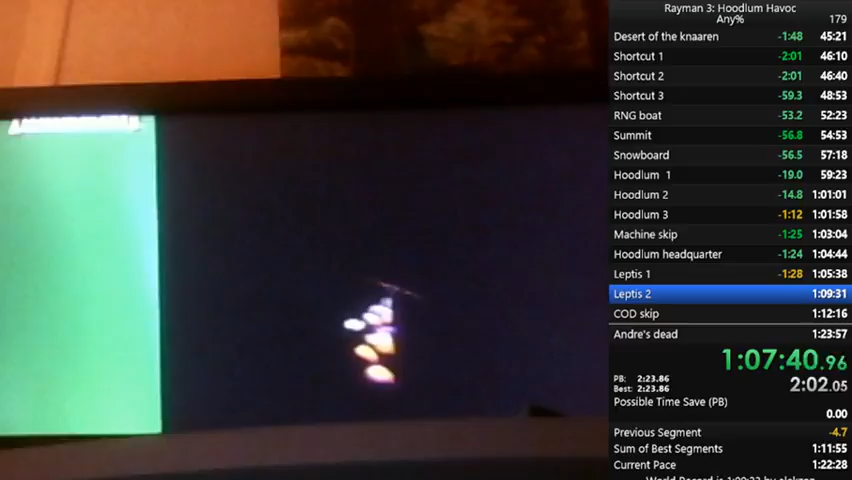 Rayman 3: Hoodlum Havoc
Any% 179
Desert of the knaaren -1:48 45:21
Shortcut 1 -2:01 46:10
Shortcut 2 -2:01 46:40
Shortcut 3 -59.3 48:53
RNG boat -53.2 52:23
Summit -56.8 54:53
Snowboard -56.5 57:18
Hoodlum 1 -19.0 59:23
Hoodlum 2 -14.8 1:01:01
Hoodlum 3 -1:12 1:01:58
Machine skip -1:25 1:03:04
Hoodlum headquarter -1:24 1:04:44
Leptis 1 -1:28 1:05:38
Leptis 2 1:09:31
COD skip 1:12:16
Andre's dead 1:23:57
1:07:40.96
PB: 2:23.86
Best: 2:23.86
2:02.05
Possible Time Save (PB)
0.00
Previous Segment -4.7
Sum of Best Segments 1:11:55
Current Pace 1:22:28
World Record is